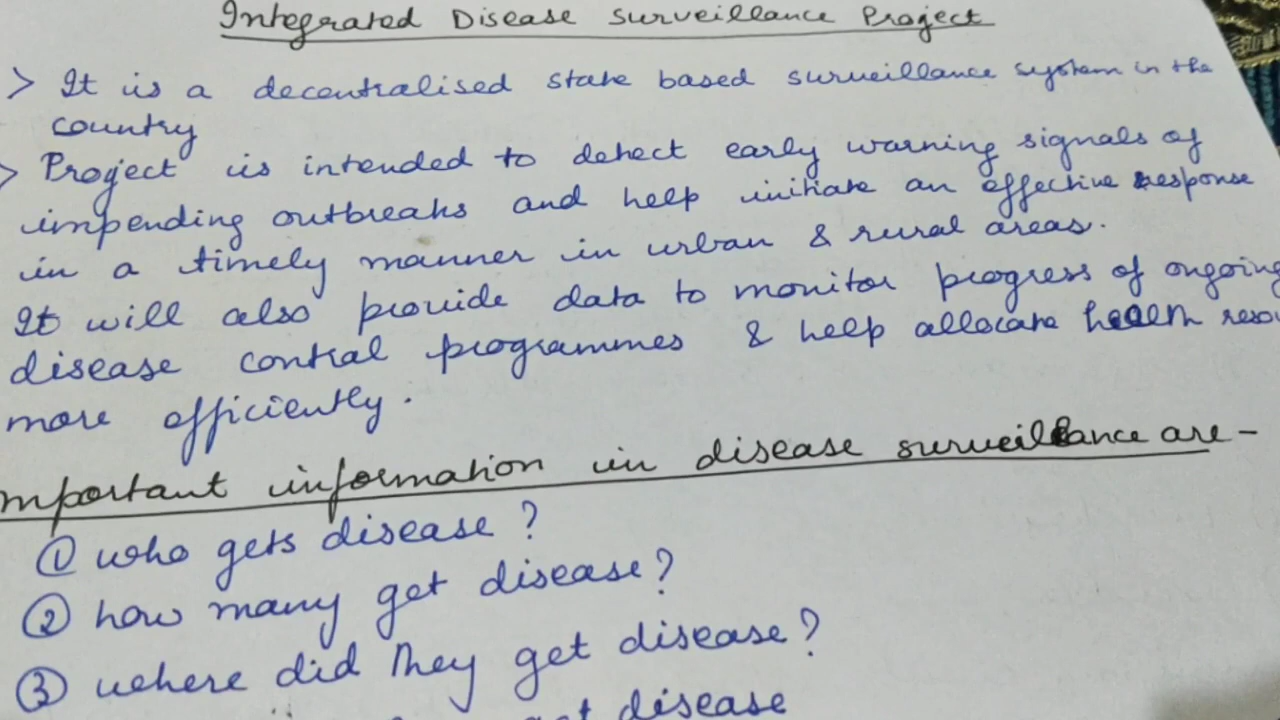 Integrated Disease Surveillance Project
> It is a decentralised state based surveillance system in the
country
> Project is intended to detect early warning signals of
impending outbreaks and help initiate an effective response
in a timely manner in urban & rural areas.
It will also provide data to monitor progress of ongoing
disease control programmes & help allocate health resou
more efficiently.
mportant information in disease surveillance are -
① who gets disease ?
② how many get disease?
③ where did they get disease?
get disease